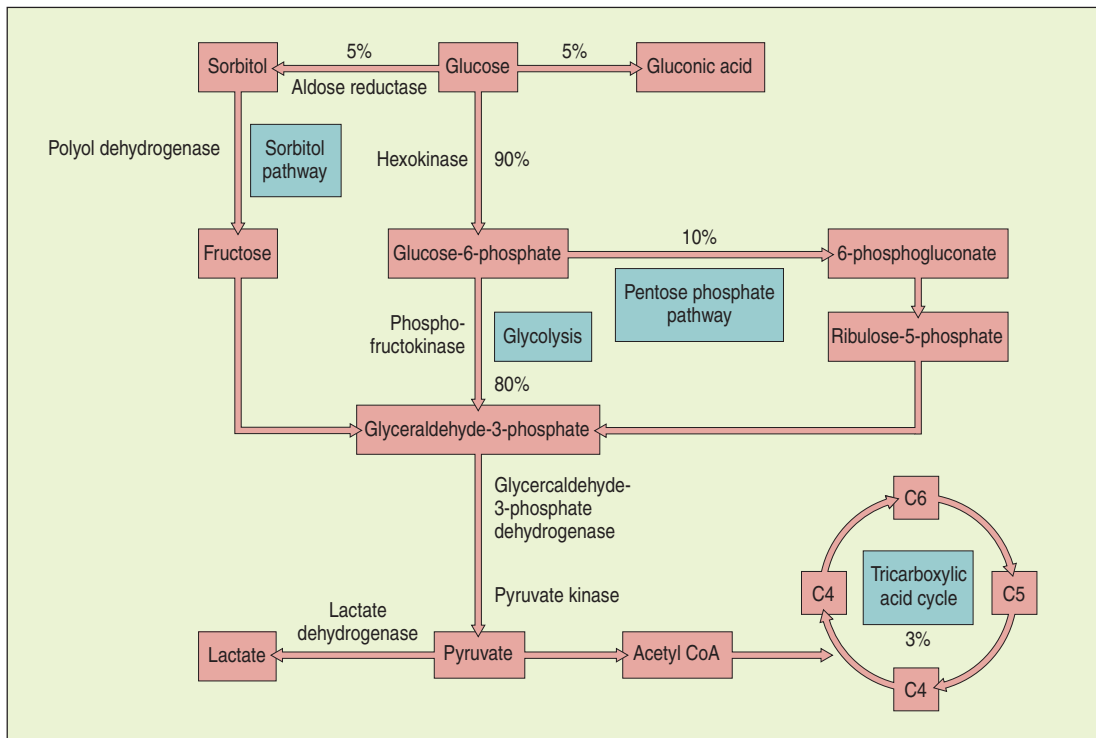 5%
5%
Sorbitol
Glucose
Gluconic acid
Aldose reductase
Polyol dehydrogenase
Sorbitol
pathway
Hexokinase
90%
Fructose
Glucose-6-phosphate
10%
6-phosphogluconate
Pentose phosphate
pathway
Phospho-
fructokinase
Glycolysis
Ribulose-5-phosphate
80%
Glyceraldehyde-3-phosphate
Glycercaldehyde-
3-phosphate
dehydrogenase
C6
Tricarboxylic
acid cycle
C4
C5
3%
C4
Pyruvate kinase
Lactate
dehydrogenase
Lactate
Pyruvate
Acetyl CoA